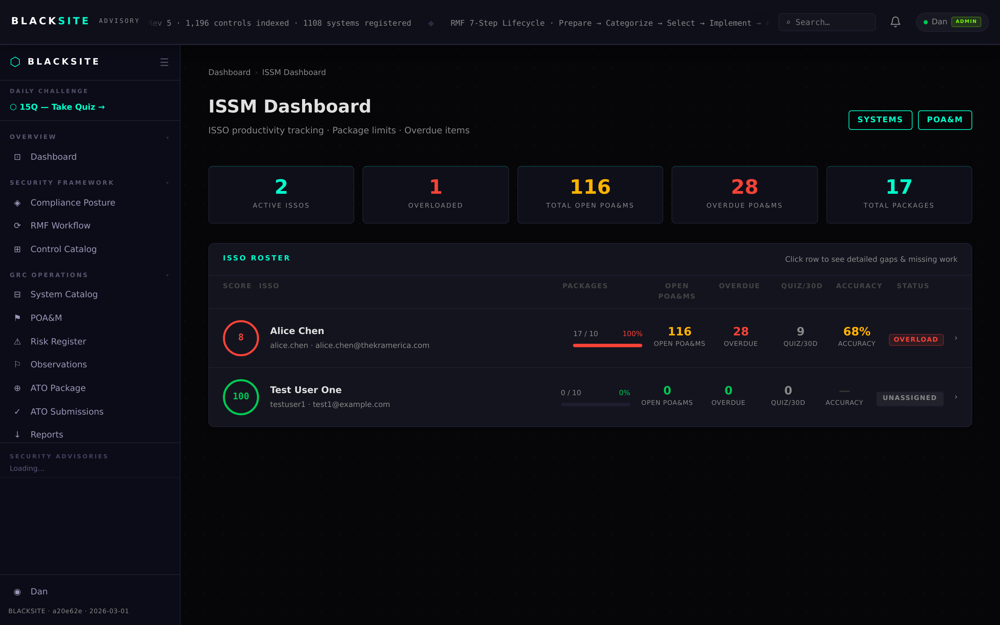 BLACKSITE ADVISORY
Rev 5 · 1,196 controls indexed · 1108 systems registered ◆ RMF 7-Step Lifecycle · Prepare → Categorize → Select → Implement →
Search…
Dan ADMIN
BLACKSITE
DAILY CHALLENGE
15Q — Take Quiz →
OVERVIEW
Dashboard
SECURITY FRAMEWORK
Compliance Posture
RMF Workflow
Control Catalog
GRC OPERATIONS
System Catalog
POA&M
Risk Register
Observations
ATO Package
ATO Submissions
Reports
SECURITY ADVISORIES
Loading…
Dan
BLACKSITE · a20e62e · 2026-03-01
Dashboard › ISSM Dashboard
ISSM Dashboard
ISSO productivity tracking · Package limits · Overdue items
SYSTEMS POA&M
2
ACTIVE ISSOS
1
OVERLOADED
116
TOTAL OPEN POA&MS
28
OVERDUE POA&MS
17
TOTAL PACKAGES
ISSO ROSTER
Click row to see detailed gaps & missing work
SCORE ISSO PACKAGES OPEN POA&MS OVERDUE QUIZ/30D ACCURACY STATUS
8
Alice Chen
alice.chen · alice.chen@thekramerica.com
17 / 10 100%
116
OPEN POA&MS
28
OVERDUE
9
QUIZ/30D
68%
ACCURACY
OVERLOAD ›
100
Test User One
testuser1 · test1@example.com
0 / 10 0%
0
OPEN POA&MS
0
OVERDUE
0
QUIZ/30D
—
ACCURACY
UNASSIGNED ›